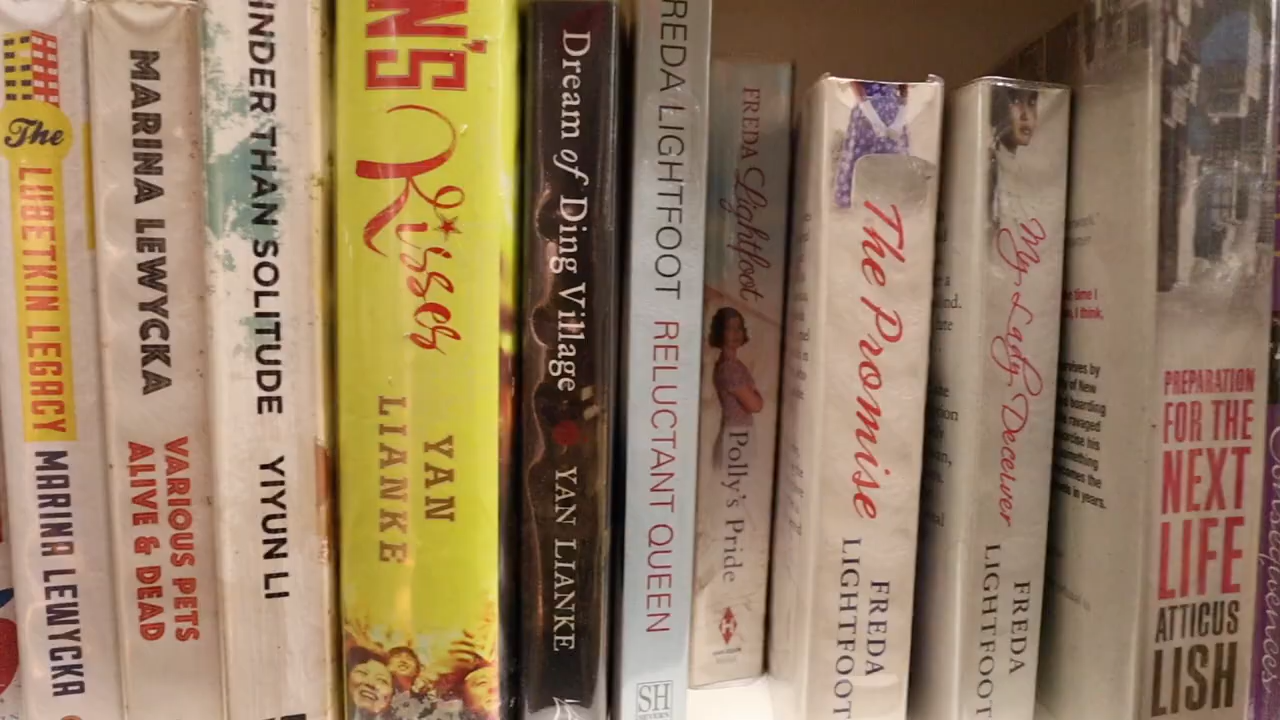 The
LUBETKIN LEGACY
MARINA LEWYCKA
MARINA LEWYCKA
VARIOUS PETS
ALIVE & DEAD
INDER THAN SOLITUDE
YIYUN LI
N'S
Kisses
YAN
LIANKE
Dream of Ding Village
YAN LIANKE
REDA LIGHTFOOT
RELUCTANT QUEEN
SH
FREDA Lightfoot
Polly's Pride
The Promise
FREDA
LIGHTFOOT
My Lady Deceiver
FREDA
LIGHTFOOT
PREPARATION
FOR THE
NEXT
LIFE
ATTICUS
LISH